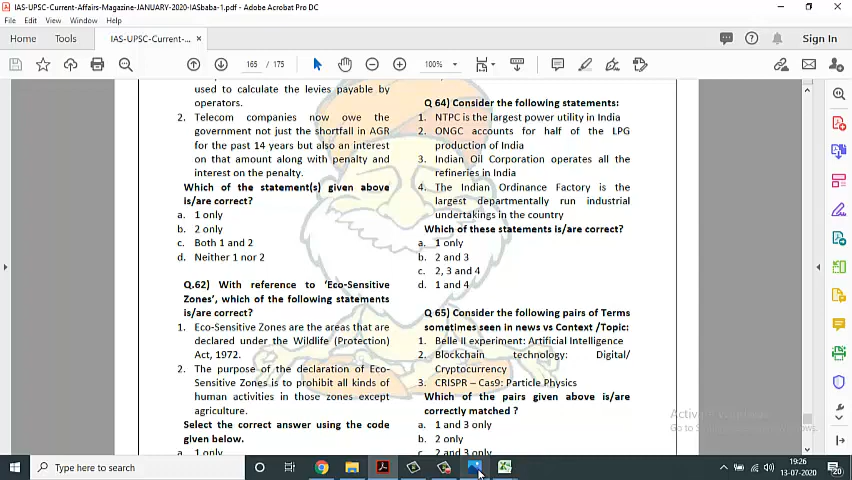 IAS-UPSC-Current-Affairs-Magazine-JANUARY-2020-IASbaba-1.pdf - Adobe Acrobat Pro DC
File Edit View Window Help
Home Tools IAS-UPSC-Current-... × Sign In
165 / 175 100%
used to calculate the levies payable by
operators.
2. Telecom companies now owe the
government not just the shortfall in AGR
for the past 14 years but also an interest
on that amount along with penalty and
interest on the penalty.
Which of the statement(s) given above
is/are correct?
a. 1 only
b. 2 only
c. Both 1 and 2
d. Neither 1 nor 2
Q.62) With reference to ‘Eco-Sensitive
Zones’, which of the following statements
is/are correct?
1. Eco-Sensitive Zones are the areas that are
declared under the Wildlife (Protection)
Act, 1972.
2. The purpose of the declaration of Eco-
Sensitive Zones is to prohibit all kinds of
human activities in those zones except
agriculture.
Select the correct answer using the code
given below.
a. 1 only
Q 64) Consider the following statements:
1. NTPC is the largest power utility in India
2. ONGC accounts for half of the LPG
production of India
3. Indian Oil Corporation operates all the
refineries in India
4. The Indian Ordinance Factory is the
largest departmentally run industrial
undertakings in the country
Which of these statements is/are correct?
a. 1 only
b. 2 and 3
c. 2, 3 and 4
d. 1 and 4
Q 65) Consider the following pairs of Terms
sometimes seen in news vs Context /Topic:
1. Belle II experiment: Artificial Intelligence
2. Blockchain technology: Digital/
Cryptocurrency
3. CRISPR – Cas9: Particle Physics
Which of the pairs given above is/are
correctly matched ?
a. 1 and 3 only
b. 2 only
c. 2 and 3 only
Type here to search
19:26
13-07-2020
20